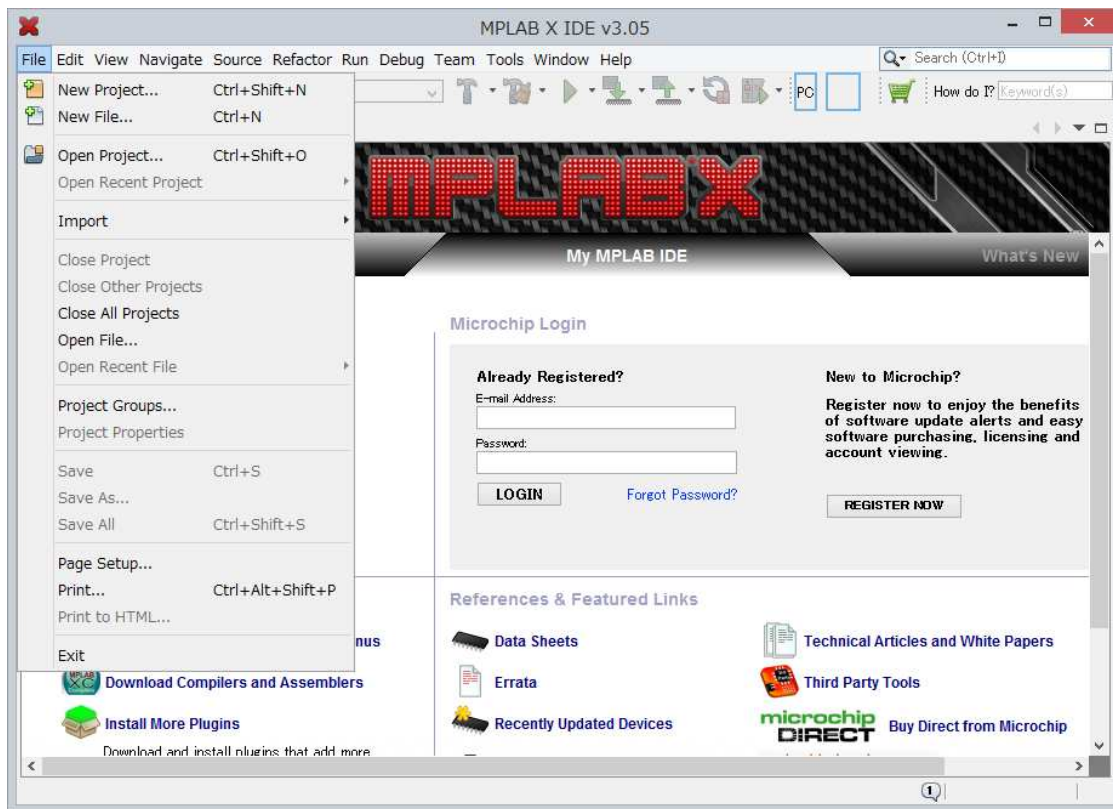 MPLAB X IDE v3.05
File Edit View Navigate Source Refactor Run Debug Team Tools Window Help
Search (Ctrl+I)
New Project... Ctrl+Shift+N
New File... Ctrl+N
Open Project... Ctrl+Shift+O
Open Recent Project
Import
Close Project
Close Other Projects
Close All Projects
Open File...
Open Recent File
Project Groups...
Project Properties
Save Ctrl+S
Save As...
Save All Ctrl+Shift+S
Page Setup...
Print... Ctrl+Alt+Shift+P
Print to HTML...
Exit
PC
How do I? Keyword(s)
MPLAB X
My MPLAB IDE
What's New
Microchip Login
Already Registered?
E-mail Address:
Password:
LOGIN
Forgot Password?
New to Microchip?
Register now to enjoy the benefits
of software update alerts and easy
software purchasing, licensing and
account viewing.
REGISTER NOW
nus
MPLAB
XC
Download Compilers and Assemblers
Install More Plugins
Download and install plugins that add more
References & Featured Links
Data Sheets
Errata
Recently Updated Devices
Technical Articles and White Papers
Third Party Tools
microchip
DIRECT
Buy Direct from Microchip
1